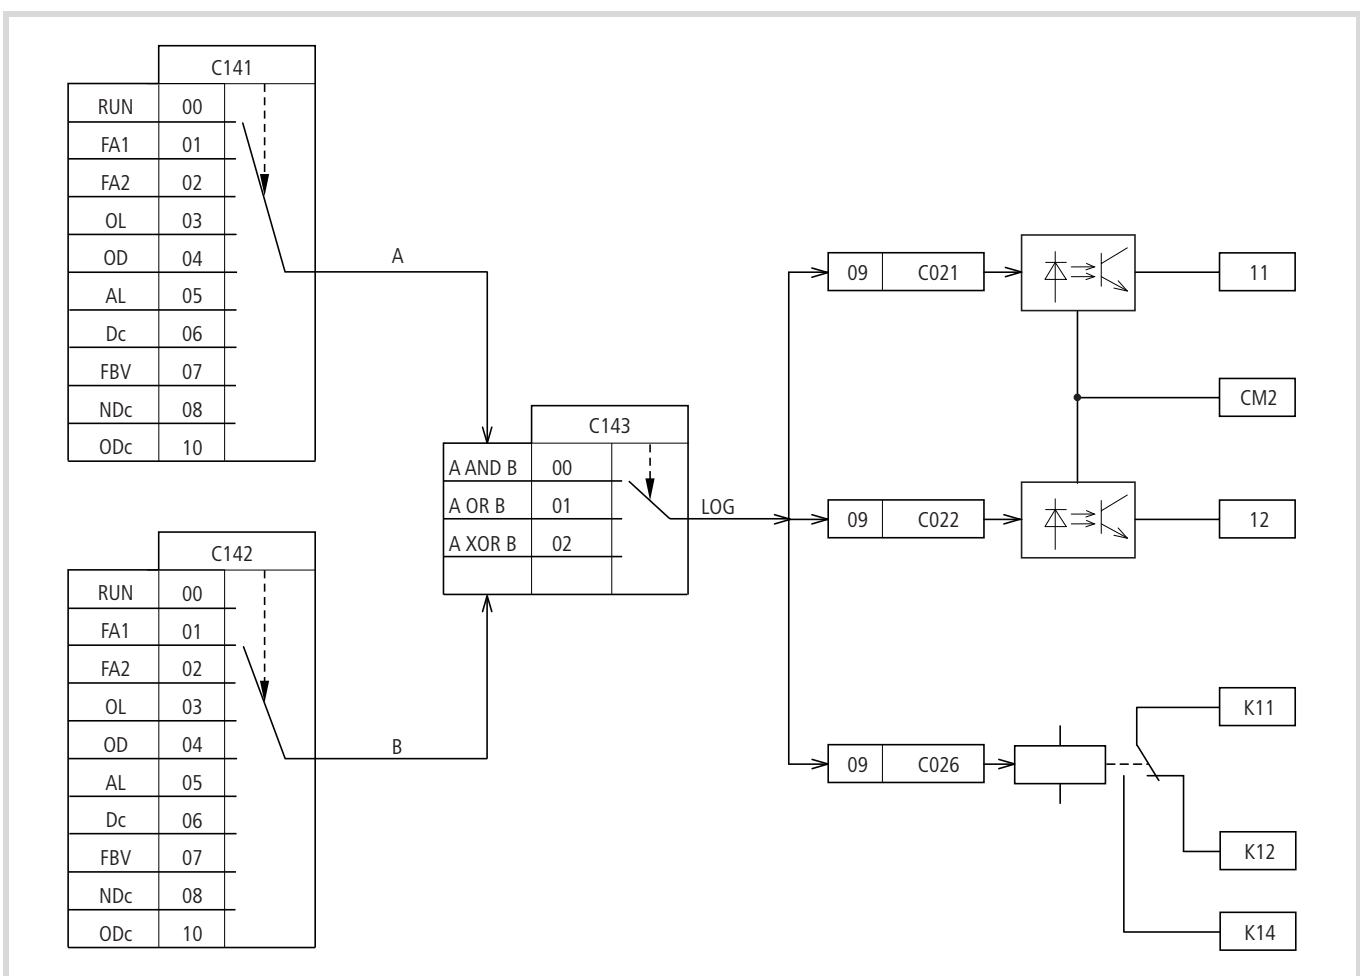 C141
RUN 00
FA1 01
FA2 02
OL 03
OD 04
AL 05
Dc 06
FBV 07
NDc 08
ODc 10
A
C142
RUN 00
FA1 01
FA2 02
OL 03
OD 04
AL 05
Dc 06
FBV 07
NDc 08
ODc 10
B
C143
A AND B 00
A OR B 01
A XOR B 02
LOG
09 C021
11
CM2
09 C022
12
09 C026
K11
K12
K14